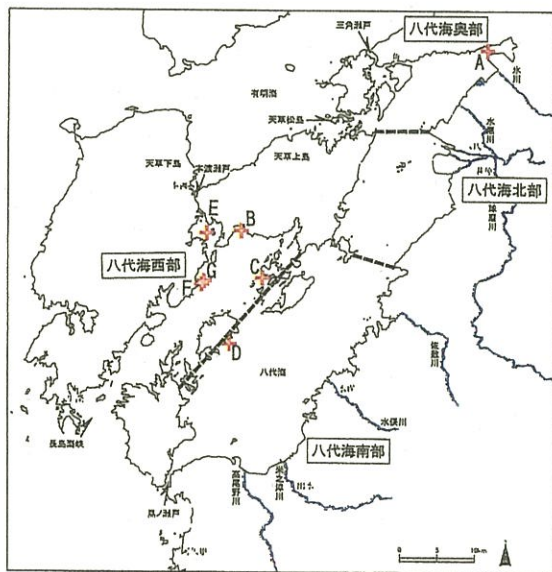 八代海奥部
三角瀬戸
A
氷川
有明海
天草松島
天草上島
水無川
天草下島
本渡瀬戸
八代海北部
球磨川
E
B
八代海西部
G
F
C
D
八代海
佐敷川
水俣川
長島海峡
八代海南部
黒ノ瀬戸
高尾野川
米之津川
0 5 10km